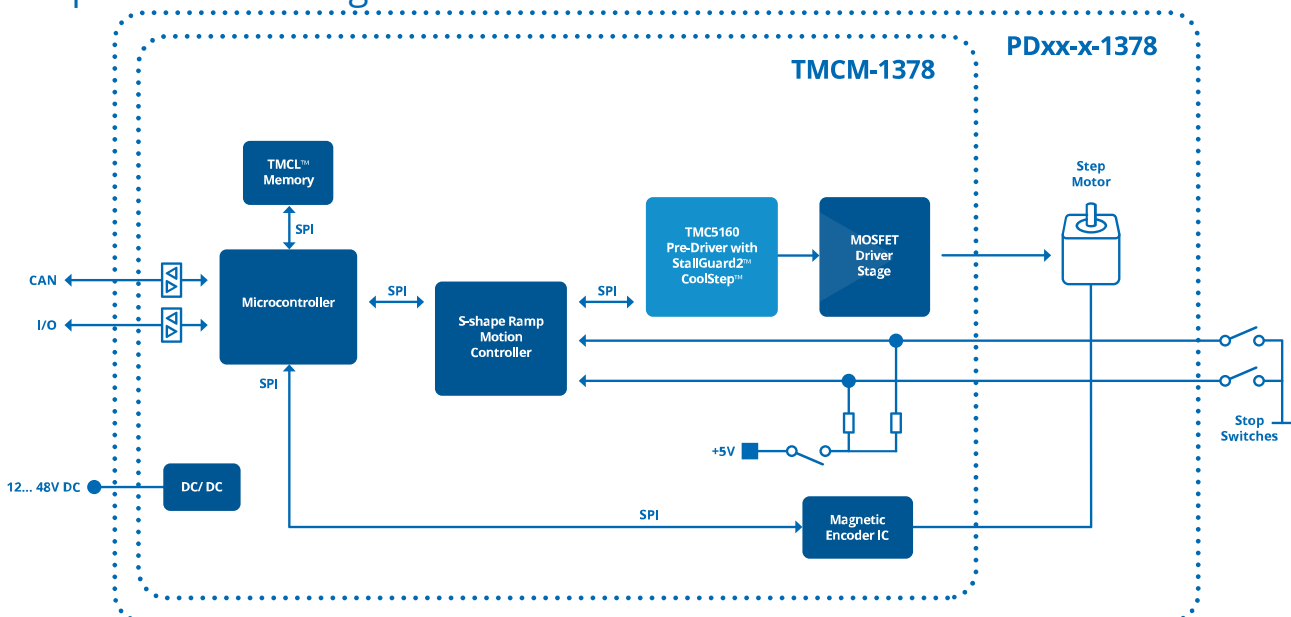 PDxx-x-1378
TMCM-1378
TMCL™
Memory
SPI
Step
Motor
TMC5160
Pre-Driver with
StallGuard2™
CoolStep™
MOSFET
Driver
Stage
CAN
Microcontroller
SPI
SPI
I/O
S-shape Ramp
Motion
Controller
SPI
Stop
Switches
+5V
12... 48V DC
DC/ DC
SPI
Magnetic
Encoder IC